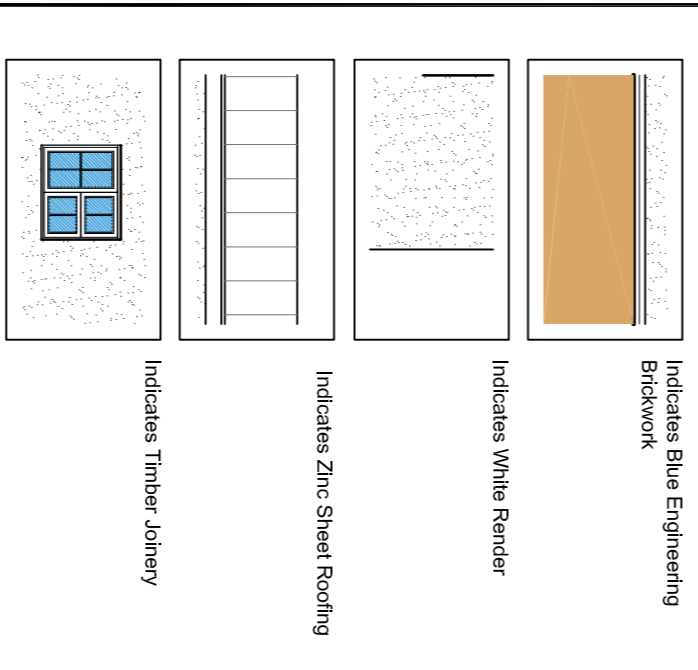 Indicates Blue Engineering
Brickwork
Indicates White Render
Indicates Zinc Sheet Roofing
Indicates Timber Joinery